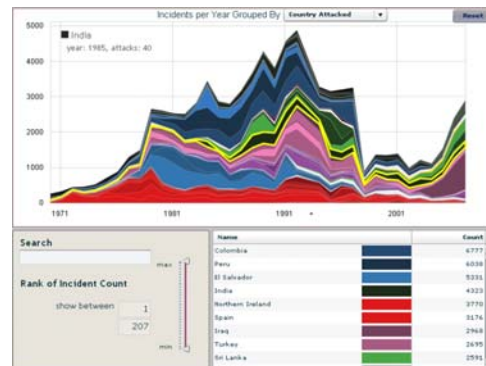 Incidents per Year Grouped By Country Attacked Reset
5000
India
year: 1985, attacks: 40
4000
3000
2000
1000
0
1971 1981 1991 2001
Search
max
Rank of Incident Count
show between 1
207
min
Name Count
Colombia 6777
Peru 6038
El Salvador 5331
India 4323
Northern Ireland 3770
Spain 3176
Iraq 2968
Turkey 2695
Sri Lanka 2591